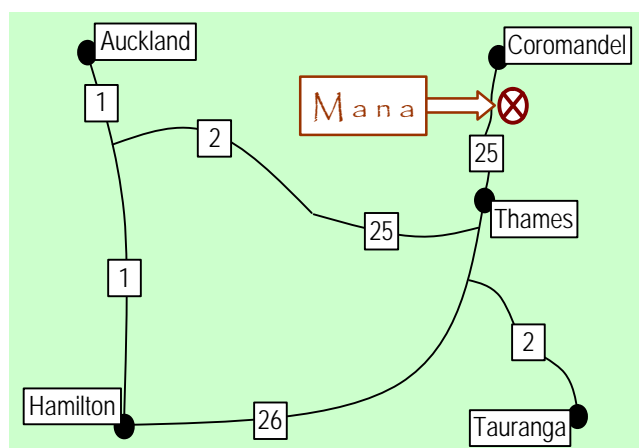 Auckland
Coromandel
1
Mana
2
25
Thames
25
1
2
Hamilton
26
Tauranga